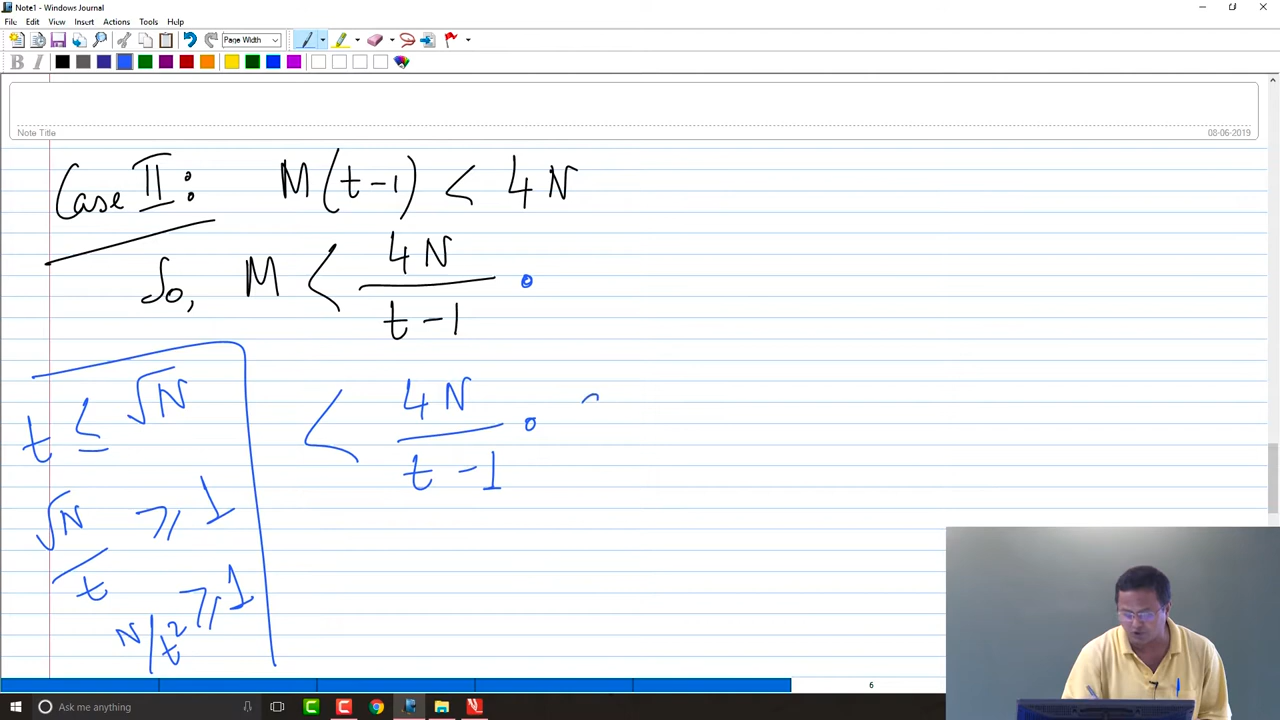 Note1 - Windows Journal
File Edit View Insert Actions Tools Help
Page Width
B I
Note Title
08-06-2019
Case II: M(t-1) < 4N
So, M < 4N / t-1 .
t ≤ √N
< 4N / t-1 .
√N / t ≥ 1
N/t² ≥ 1
6
Ask me anything